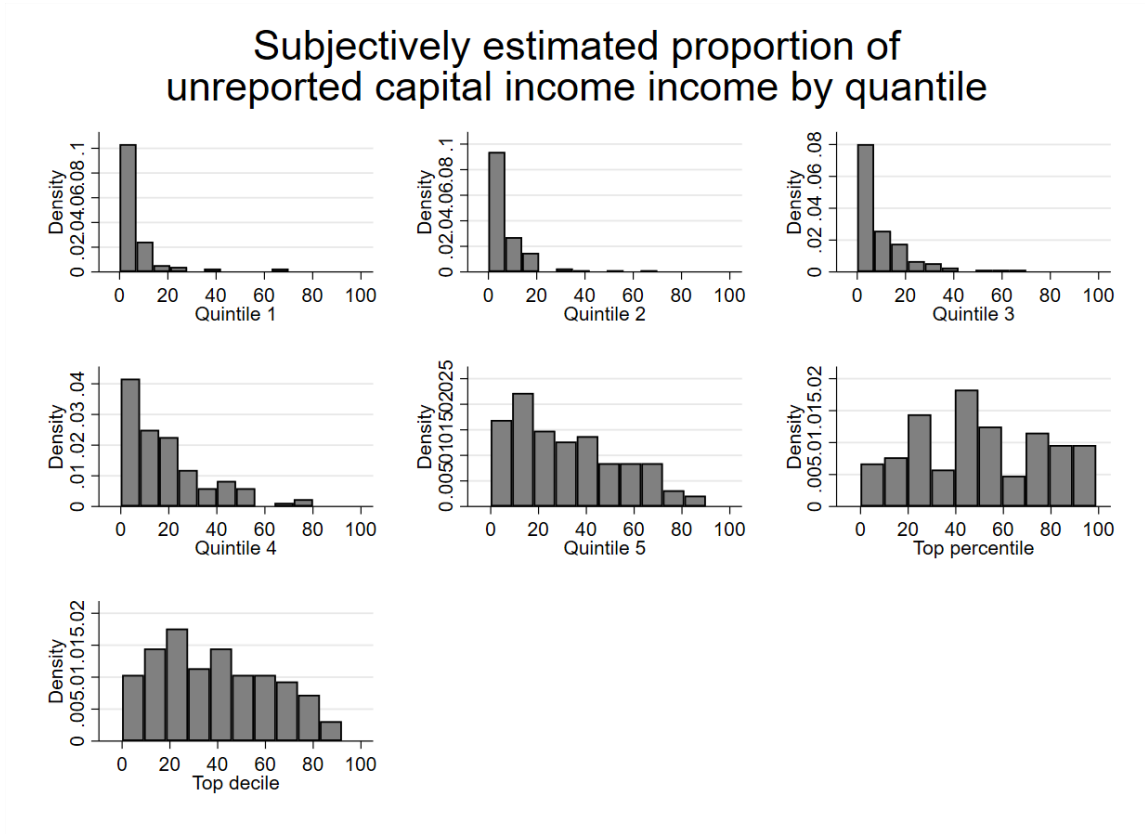 Subjectively estimated proportion of
unreported capital income income by quantile
Density
0 .02.04.06.08 .1
0 20 40 60 80 100
Quintile 1
Density
0 .02.04.06.08 .1
0 20 40 60 80 100
Quintile 2
Density
0 .02 .04 .06 .08
0 20 40 60 80 100
Quintile 3
Density
0 .01 .02 .03 .04
0 20 40 60 80 100
Quintile 4
Density
0 .005.01.015.02.025
0 20 40 60 80 100
Quintile 5
Density
0 .005.01.015.02
0 20 40 60 80 100
Top percentile
Density
0 .005.01.015.02
0 20 40 60 80 100
Top decile